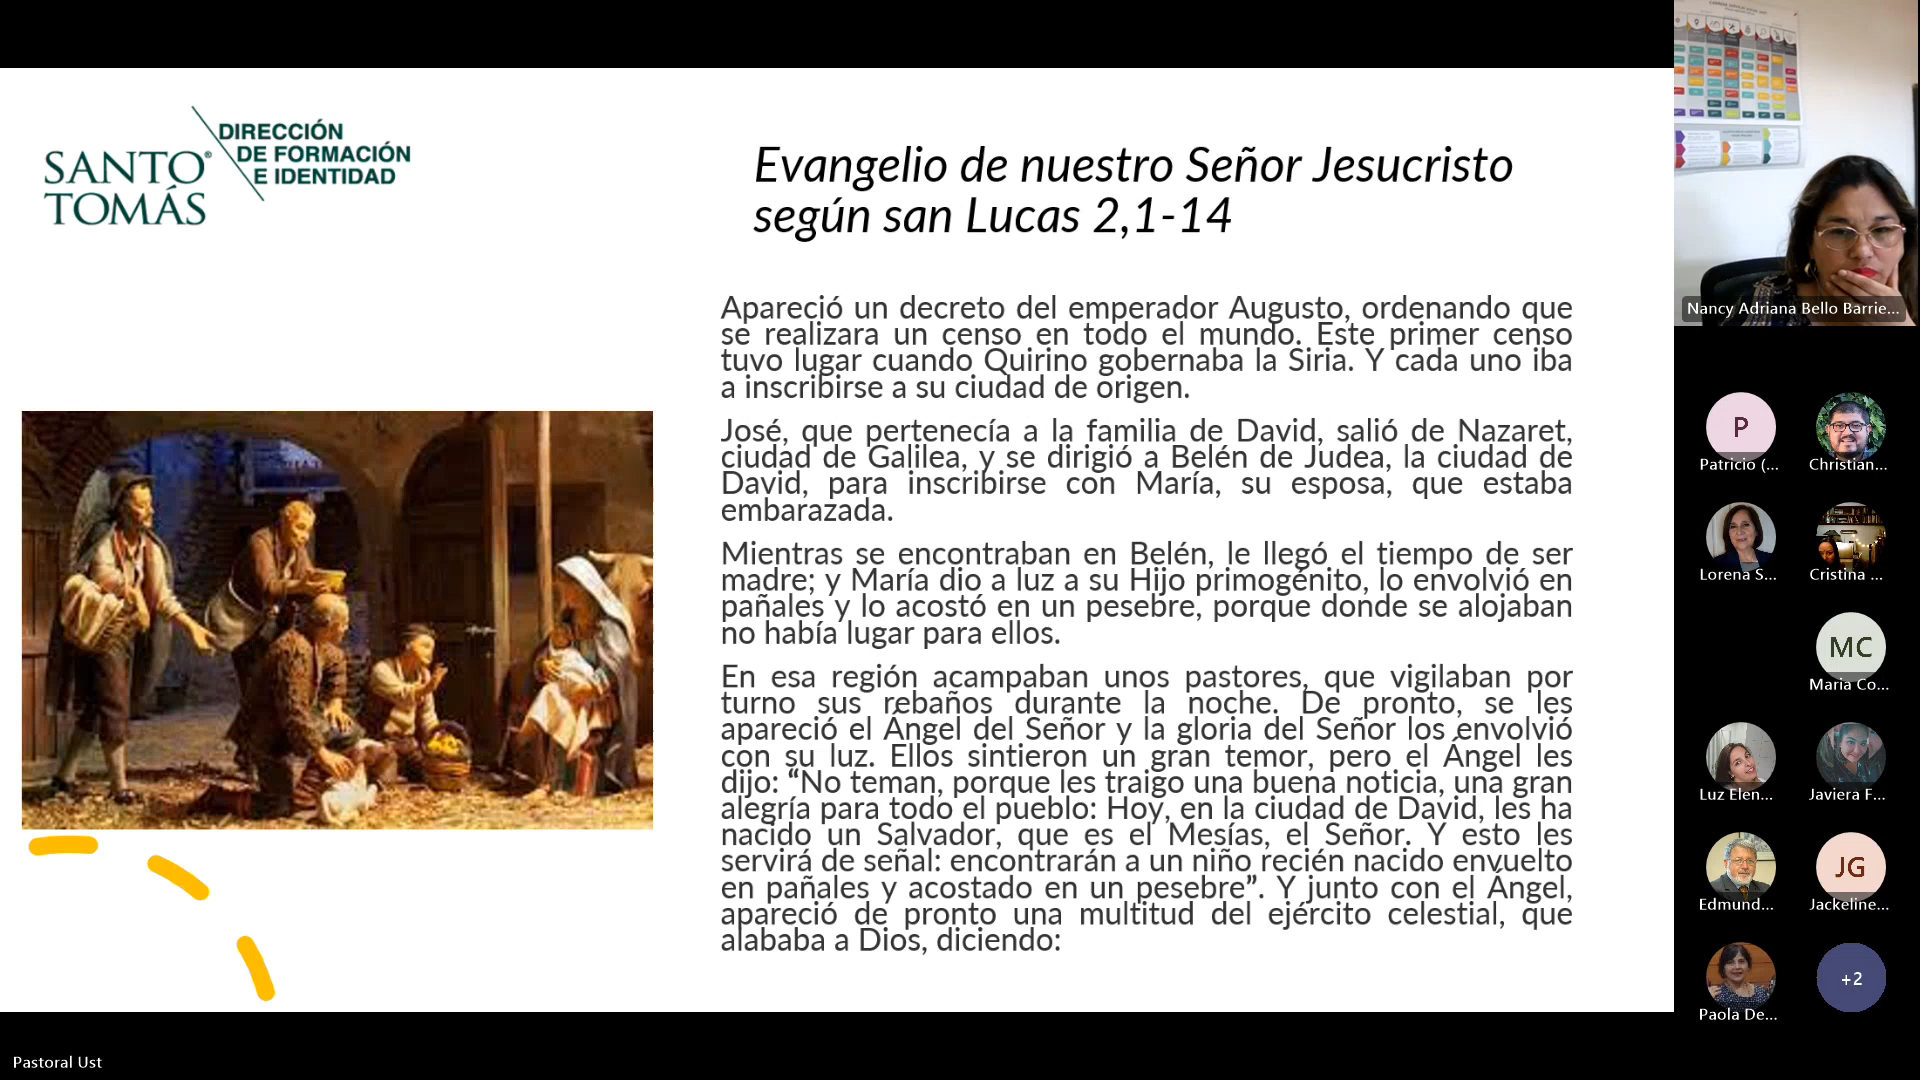 SANTO®
TOMÁS
DIRECCIÓN
DE FORMACIÓN
E IDENTIDAD
Evangelio de nuestro Señor Jesucristo
según san Lucas 2,1-14
Apareció un decreto del emperador Augusto, ordenando que
se realizara un censo en todo el mundo. Este primer censo
tuvo lugar cuando Quirino gobernaba la Siria. Y cada uno iba
a inscribirse a su ciudad de origen.
José, que pertenecía a la familia de David, salió de Nazaret,
ciudad de Galilea, y se dirigió a Belén de Judea, la ciudad de
David, para inscribirse con María, su esposa, que estaba
embarazada.
Mientras se encontraban en Belén, le llegó el tiempo de ser
madre; y María dio a luz a su Hijo primogénito, lo envolvió en
pañales y lo acostó en un pesebre, porque donde se alojaban
no había lugar para ellos.
En esa región acampaban unos pastores, que vigilaban por
turno sus rebaños durante la noche. De pronto, se les
apareció el Ángel del Señor y la gloria del Señor los envolvió
con su luz. Ellos sintieron un gran temor, pero el Ángel les
dijo: “No teman, porque les traigo una buena noticia, una gran
alegría para todo el pueblo: Hoy, en la ciudad de David, les ha
nacido un Salvador, que es el Mesías, el Señor. Y esto les
servirá de señal: encontrarán a un niño recién nacido envuelto
en pañales y acostado en un pesebre”. Y junto con el Ángel,
apareció de pronto una multitud del ejército celestial, que
alababa a Dios, diciendo:
Nancy Adriana Bello Barrie...
P
Patricio (...
Christian...
Lorena S...
Cristina ...
MC
Maria Co...
Luz Elen...
Javiera F...
Edmund...
JG
Jackeline...
Paola De...
+2
Pastoral Ust